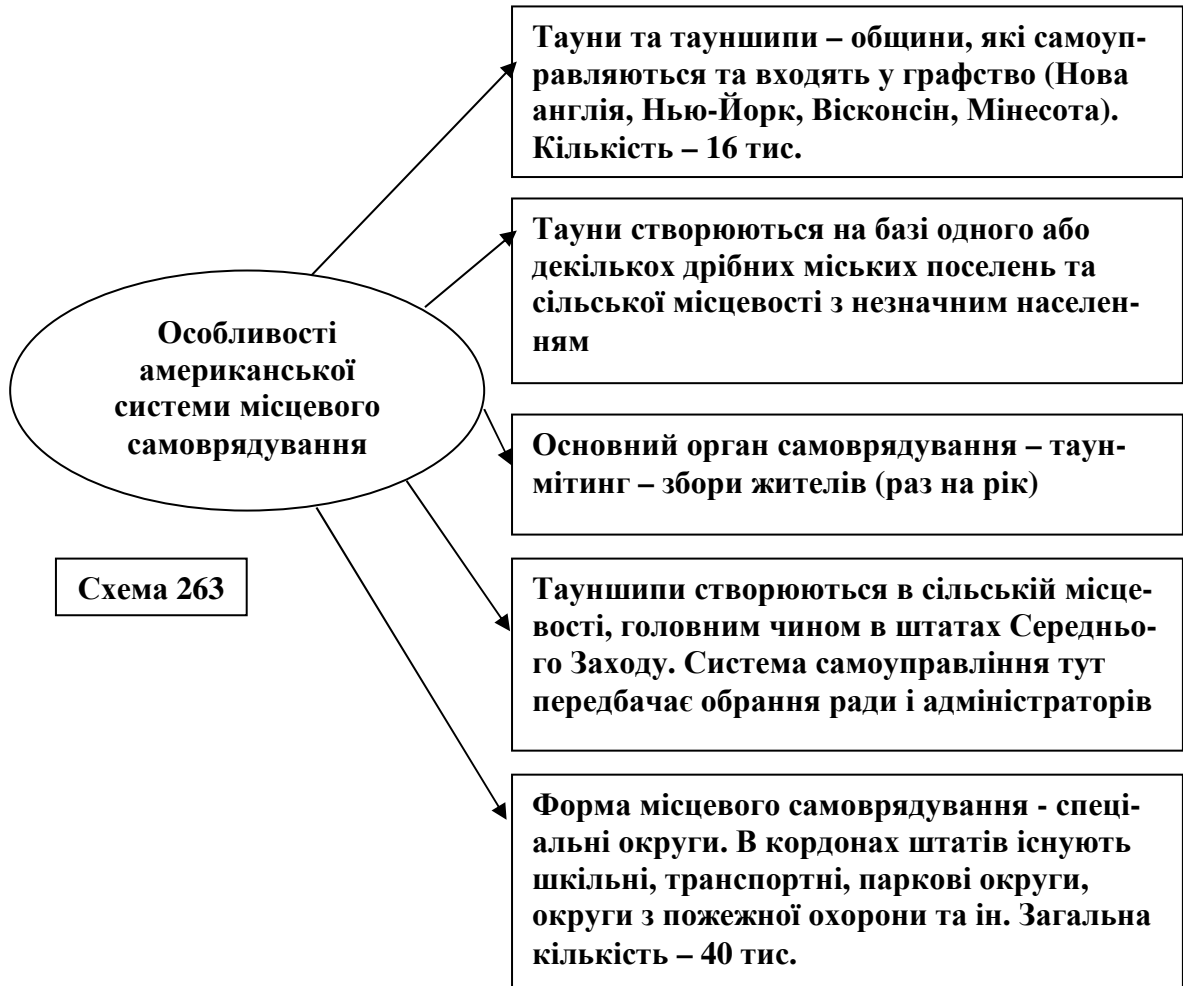 Тауни та тауншипи – общини, які самоуп-
равляються та входять у графство (Нова
англія, Нью-Йорк, Вісконсін, Мінесота).
Кількість – 16 тис.
Тауни створюються на базі одного або
декількох дрібних міських поселень та
сільської місцевості з незначним населен-
ням
Особливості
американської
системи місцевого
самоврядування
Основний орган самоврядування – таун-
мітинг – збори жителів (раз на рік)
Схема 263
Тауншипи створюються в сільській місце-
вості, головним чином в штатах Середньо-
го Заходу. Система самоуправління тут
передбачає обрання ради і адміністраторів
Форма місцевого самоврядування - спеці-
альні округи. В кордонах штатів існують
шкільні, транспортні, паркові округи,
округи з пожежної охорони та ін. Загальна
кількість – 40 тис.